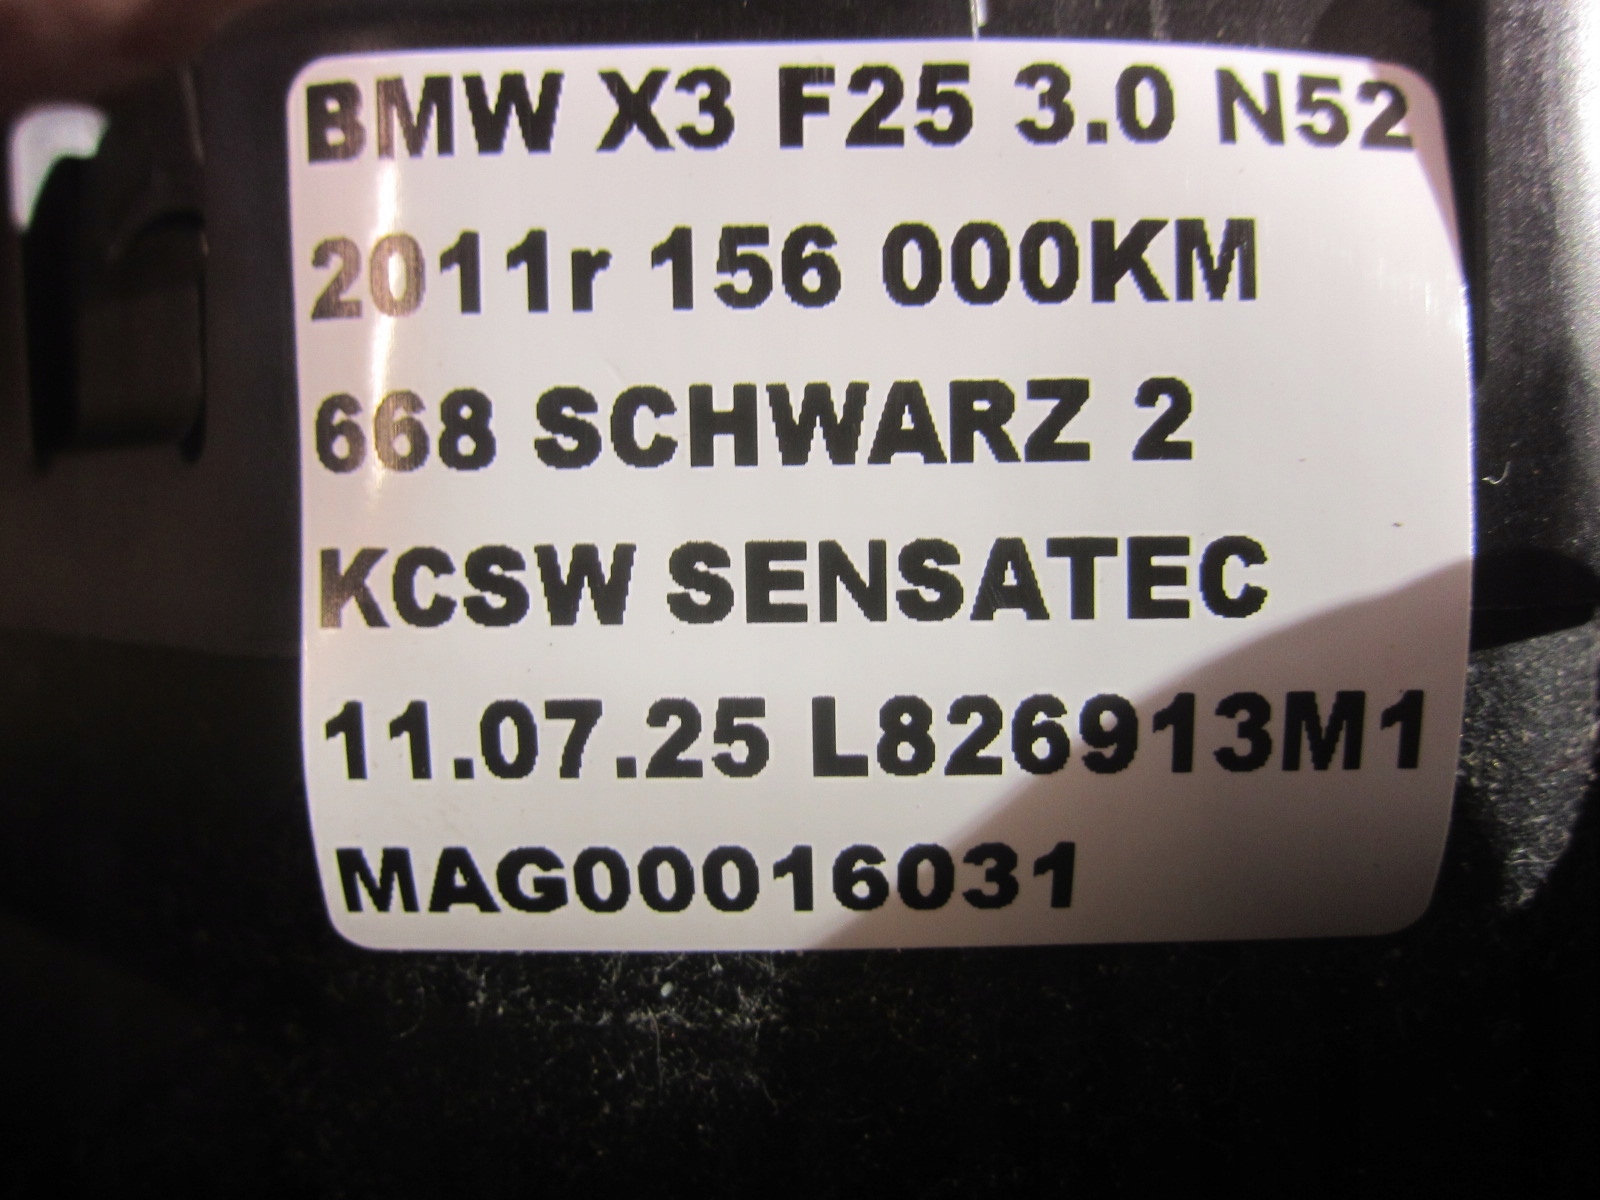 BMW X3 F25 3.0 N52
2011r 156 000KM
668 SCHWARZ 2
KCSW SENSATEC
11.07.25 L826913M1
MAG00016031